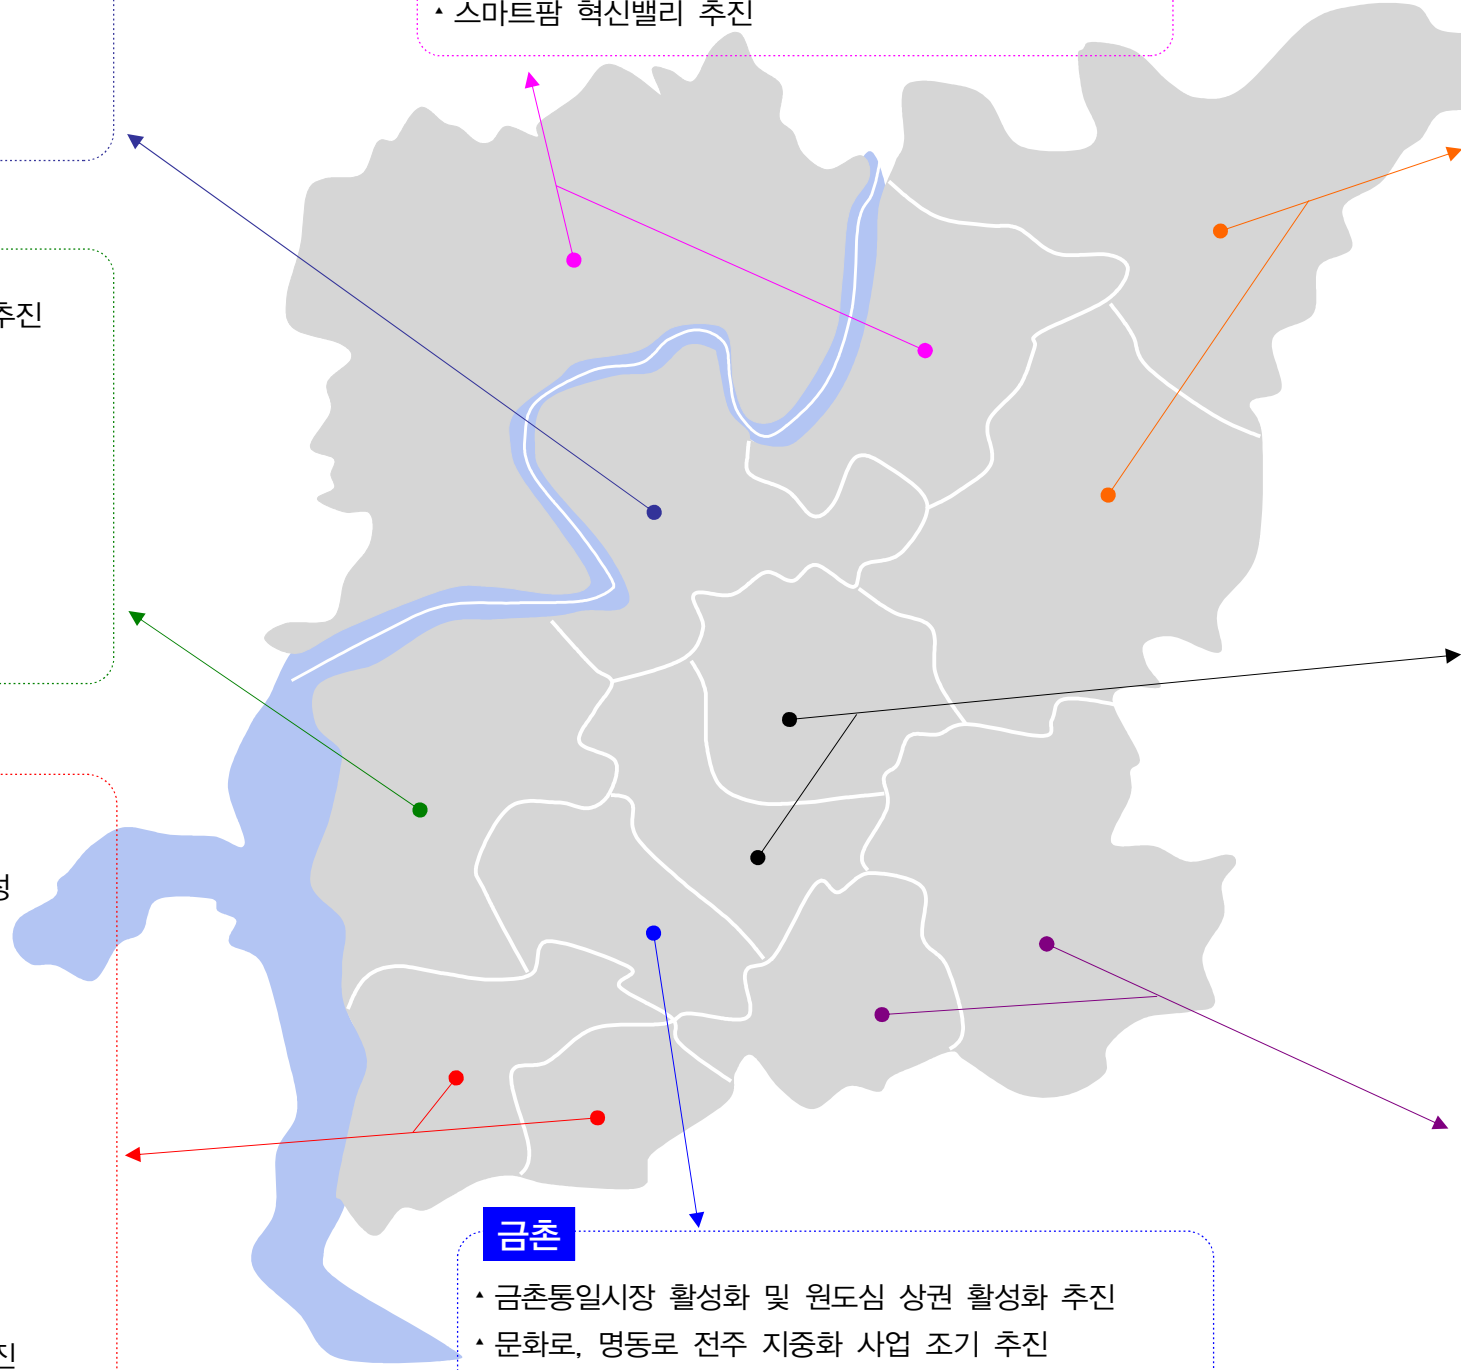 스마트팜 혁신밸리 추진
추진
성
진
금촌
▴ 금촌통일시장 활성화 및 원도심 상권 활성화 추진
▴ 문화로, 명동로 전주 지중화 사업 조기 추진